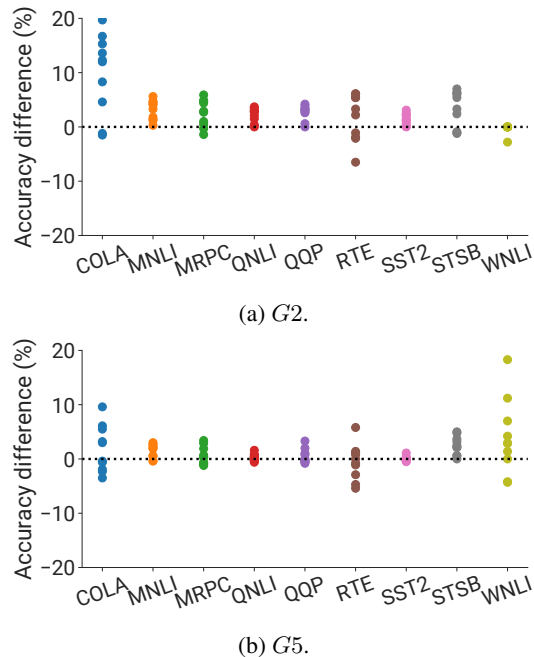 Accuracy difference (%)
20
10
0
−10
−20
COLA
MNLI
MRPC
QNLI
QQP
RTE
SST2
STSB
WNLI
(a) G2.
Accuracy difference (%)
20
10
0
−10
−20
COLA
MNLI
MRPC
QNLI
QQP
RTE
SST2
STSB
WNLI
(b) G5.